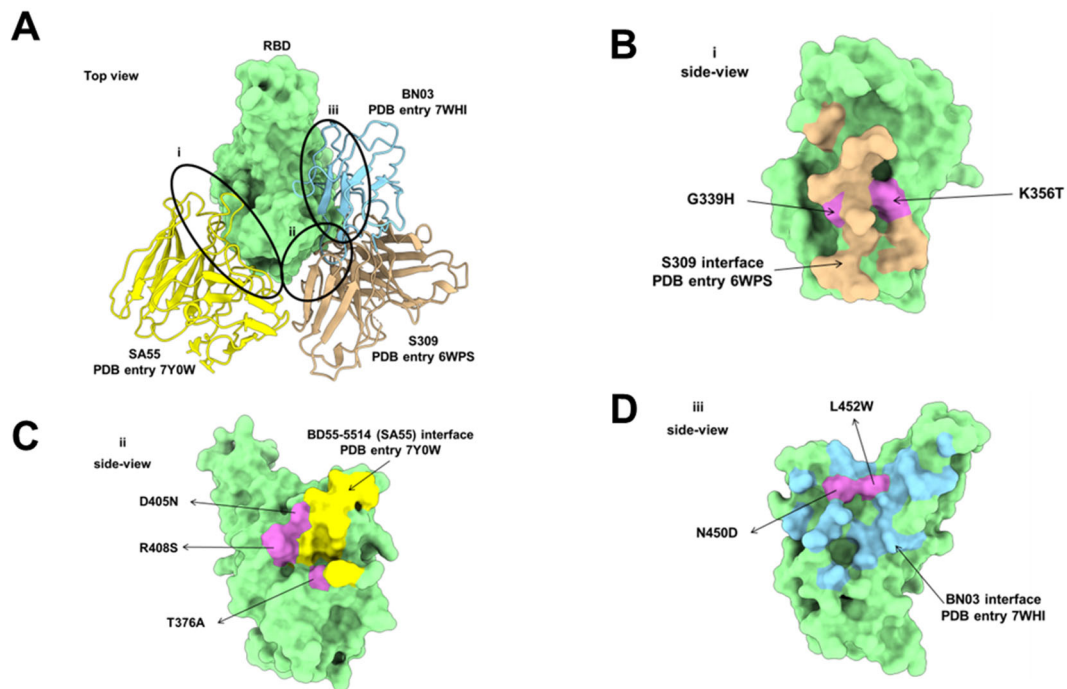 A
Top view
RBD
i
ii
iii
BN03
PDB entry 7WHI
S309
PDB entry 6WPS
SA55
PDB entry 7Y0W
B
i
side-view
G339H
K356T
S309 interface
PDB entry 6WPS
C
ii
side-view
BD55-5514 (SA55) interface
PDB entry 7Y0W
D405N
R408S
T376A
D
iii
side-view
L452W
N450D
BN03 interface
PDB entry 7WHI